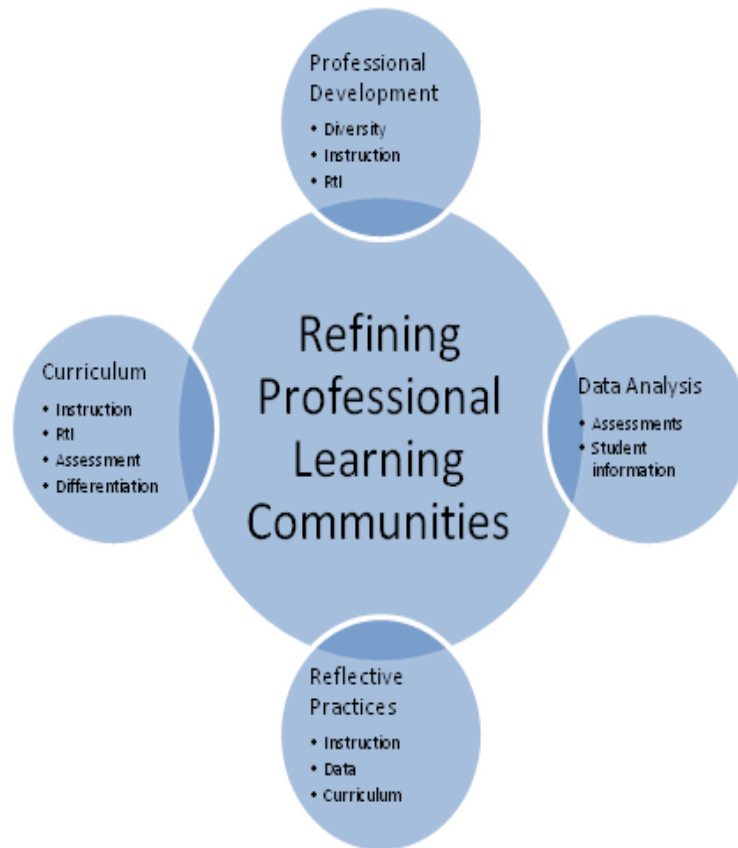 Professional
Development
• Diversity
• Instruction
• RtI
Refining
Professional
Learning
Communities
Curriculum
• Instruction
• RtI
• Assessment
• Differentiation
Data Analysis
• Assessments
• Student
information
Reflective
Practices
• Instruction
• Data
• Curriculum